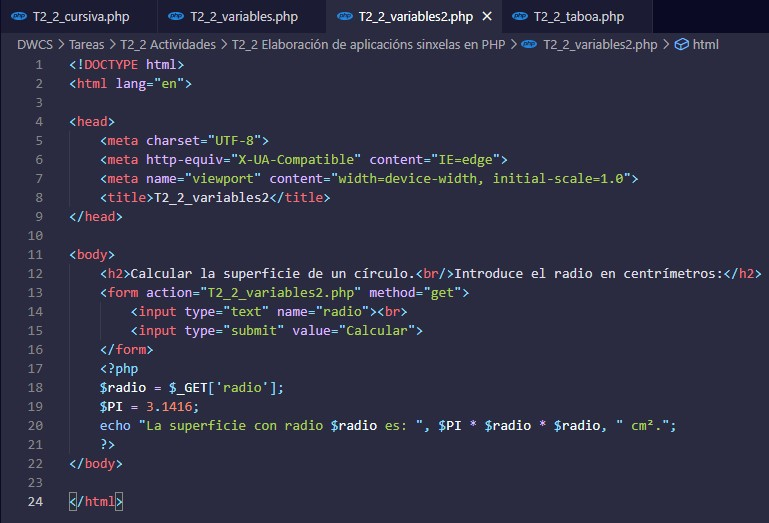 T2_2_cursiva.php T2_2_variables.php T2_2_variables2.php × T2_2_taboa.php
DWCS > Tareas > T2_2 Actividades > T2_2 Elaboración de aplicacións sinxelas en PHP > T2_2_variables2.php > html
1 <!DOCTYPE html>
2 <html lang="en">
3
4 <head>
5 <meta charset="UTF-8">
6 <meta http-equiv="X-UA-Compatible" content="IE=edge">
7 <meta name="viewport" content="width=device-width, initial-scale=1.0">
8 <title>T2_2_variables2</title>
9 </head>
10
11 <body>
12 <h2>Calcular la superficie de un círculo.<br/>Introduce el radio en centrímetros:</h2>
13 <form action="T2_2_variables2.php" method="get">
14 <input type="text" name="radio"><br>
15 <input type="submit" value="Calcular">
16 </form>
17 <?php
18 $radio = $_GET['radio'];
19 $PI = 3.1416;
20 echo "La superficie con radio $radio es: ", $PI * $radio * $radio, " cm².";
21 ?>
22 </body>
23
24 </html>